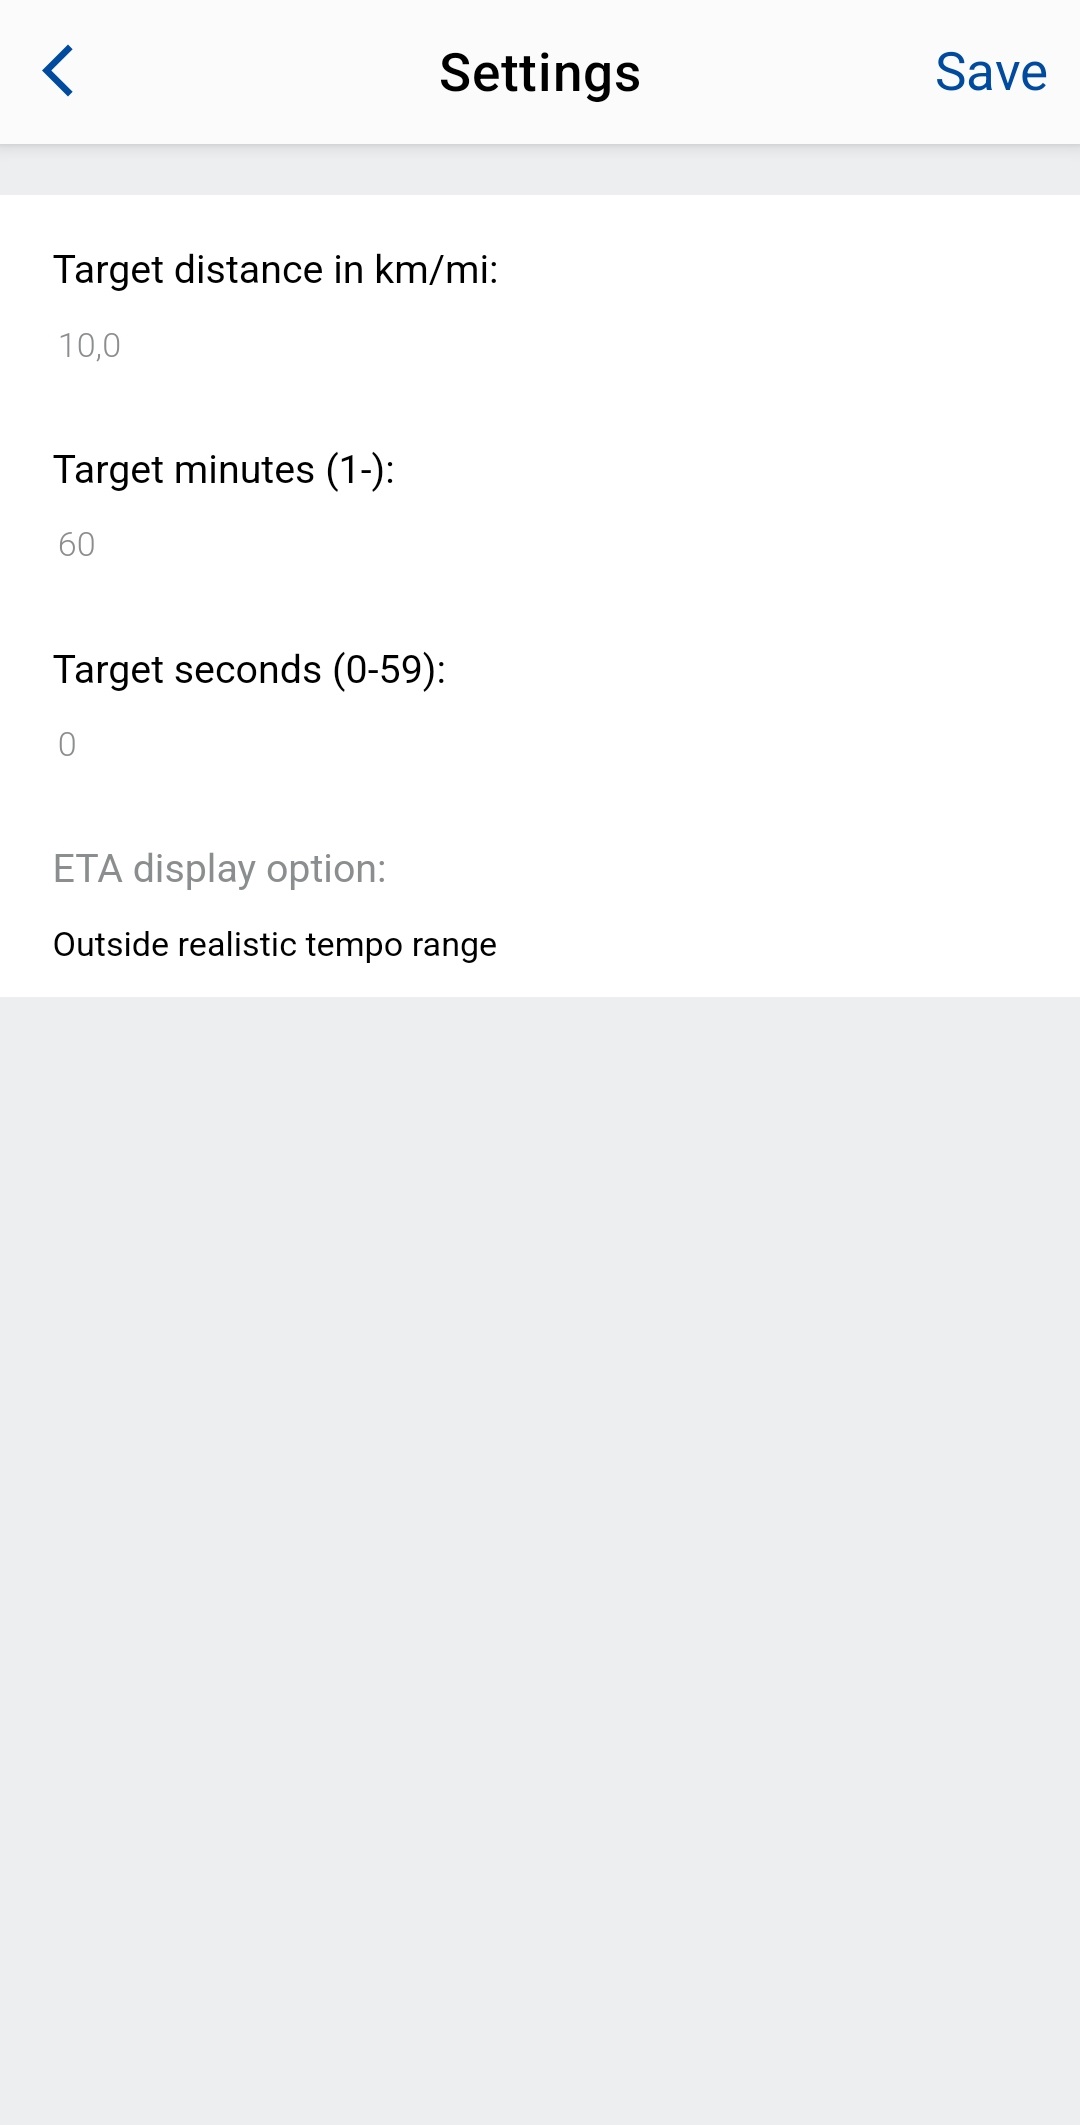 Settings
Save
Target distance in km/mi:
10,0
Target minutes (1-):
60
Target seconds (0-59):
0
ETA display option:
Outside realistic tempo range